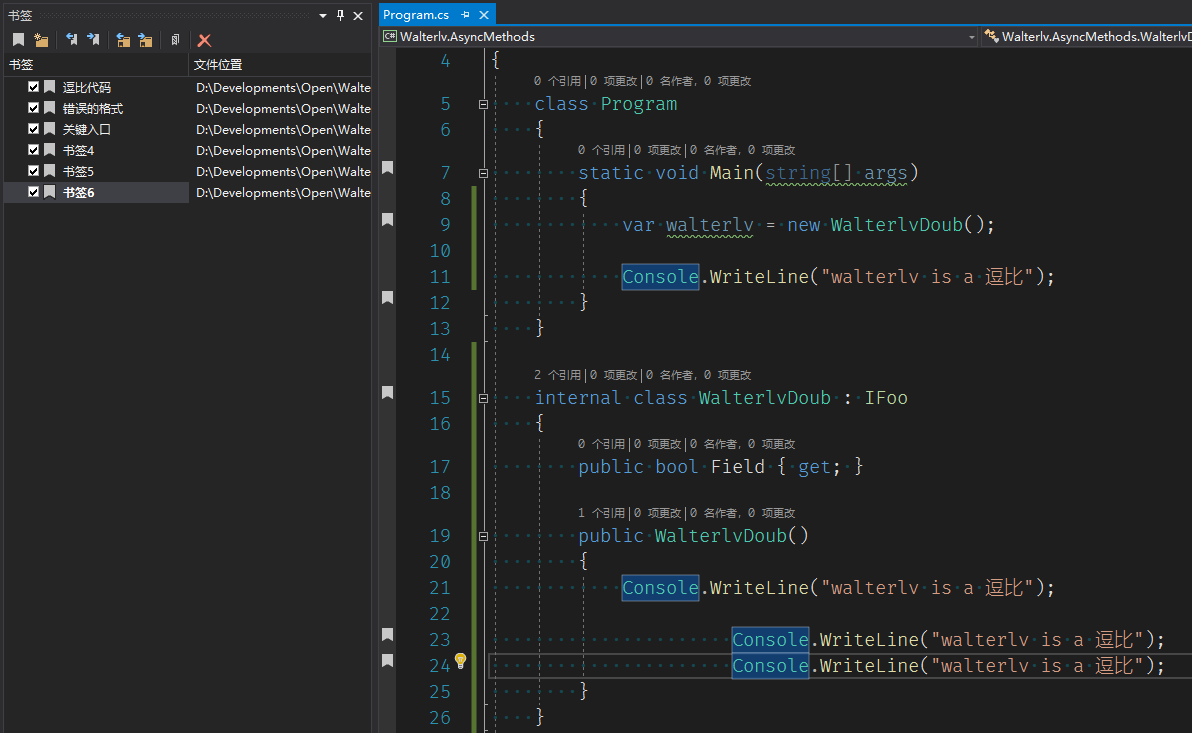 书签
书签 文件位置
逗比代码 D:\Developments\Open\Walte
错误的格式 D:\Developments\Open\Walte
关键入口 D:\Developments\Open\Walte
书签4 D:\Developments\Open\Walte
书签5 D:\Developments\Open\Walte
书签6 D:\Developments\Open\Walte
Program.cs
C# Walterlv.AsyncMethods Walterlv.AsyncMethods.WalterlvD
4 {
0 个引用|0 项更改|0 名作者, 0 项更改
5 class Program
6 {
0 个引用|0 项更改|0 名作者, 0 项更改
7 static void Main(string[] args)
8 {
9 var walterlv = new WalterlvDoub();
10
11 Console.WriteLine("walterlv is a 逗比");
12 }
13 }
14
2 个引用|0 项更改|0 名作者, 0 项更改
15 internal class WalterlvDoub : IFoo
16 {
0 个引用|0 项更改|0 名作者, 0 项更改
17 public bool Field { get; }
18
1 个引用|0 项更改|0 名作者, 0 项更改
19 public WalterlvDoub()
20 {
21 Console.WriteLine("walterlv is a 逗比");
22
23 Console.WriteLine("walterlv is a 逗比");
24 Console.WriteLine("walterlv is a 逗比");
25 }
26 }